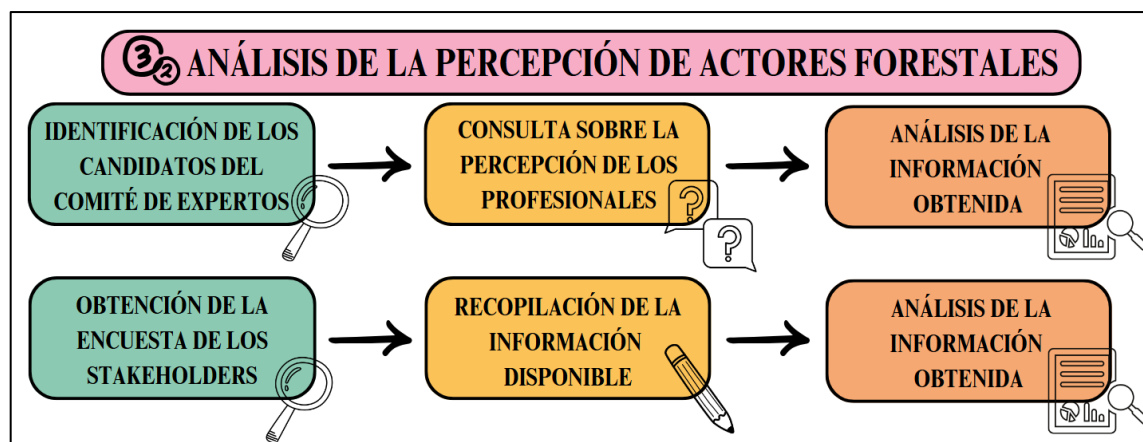 3.2 ANÁLISIS DE LA PERCEPCIÓN DE ACTORES FORESTALES
IDENTIFICACIÓN DE LOS
CANDIDATOS DEL
COMITÉ DE EXPERTOS
CONSULTA SOBRE LA
PERCEPCIÓN DE LOS
PROFESIONALES
? ?
ANÁLISIS DE LA
INFORMACIÓN
OBTENIDA
OBTENCIÓN DE LA
ENCUESTA DE LOS
STAKEHOLDERS
RECOPILACIÓN DE LA
INFORMACIÓN
DISPONIBLE
ANÁLISIS DE LA
INFORMACIÓN
OBTENIDA